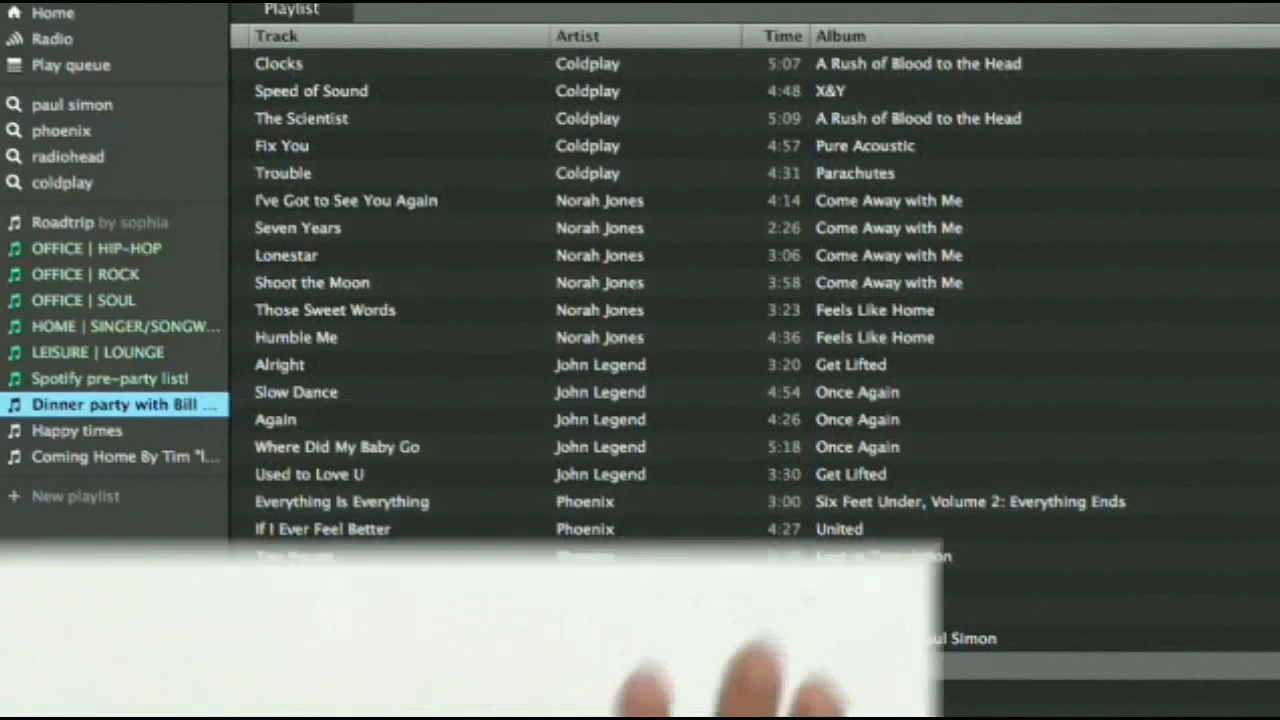 Playlist
Home
Radio
Play queue
paul simon
phoenix
radiohead
coldplay
Roadtrip by sophia
OFFICE | HIP-HOP
OFFICE | ROCK
OFFICE | SOUL
HOME | SINGER/SONGW...
LEISURE | LOUNGE
Spotify pre-party list!
Dinner party with Bill ...
Happy times
Coming Home By Tim "I...
+ New playlist
Track Artist Time Album
Clocks Coldplay 5:07 A Rush of Blood to the Head
Speed of Sound Coldplay 4:48 X&Y
The Scientist Coldplay 5:09 A Rush of Blood to the Head
Fix You Coldplay 4:57 Pure Acoustic
Trouble Coldplay 4:31 Parachutes
I've Got to See You Again Norah Jones 4:14 Come Away with Me
Seven Years Norah Jones 2:26 Come Away with Me
Lonestar Norah Jones 3:06 Come Away with Me
Shoot the Moon Norah Jones 3:58 Come Away with Me
Those Sweet Words Norah Jones 3:23 Feels Like Home
Humble Me Norah Jones 4:36 Feels Like Home
Alright John Legend 3:20 Get Lifted
Slow Dance John Legend 4:54 Once Again
Again John Legend 4:26 Once Again
Where Did My Baby Go John Legend 5:18 Once Again
Used to Love U John Legend 3:30 Get Lifted
Everything Is Everything Phoenix 3:00 Six Feet Under, Volume 2: Everything Ends
If I Ever Feel Better Phoenix 4:27 United
Simon